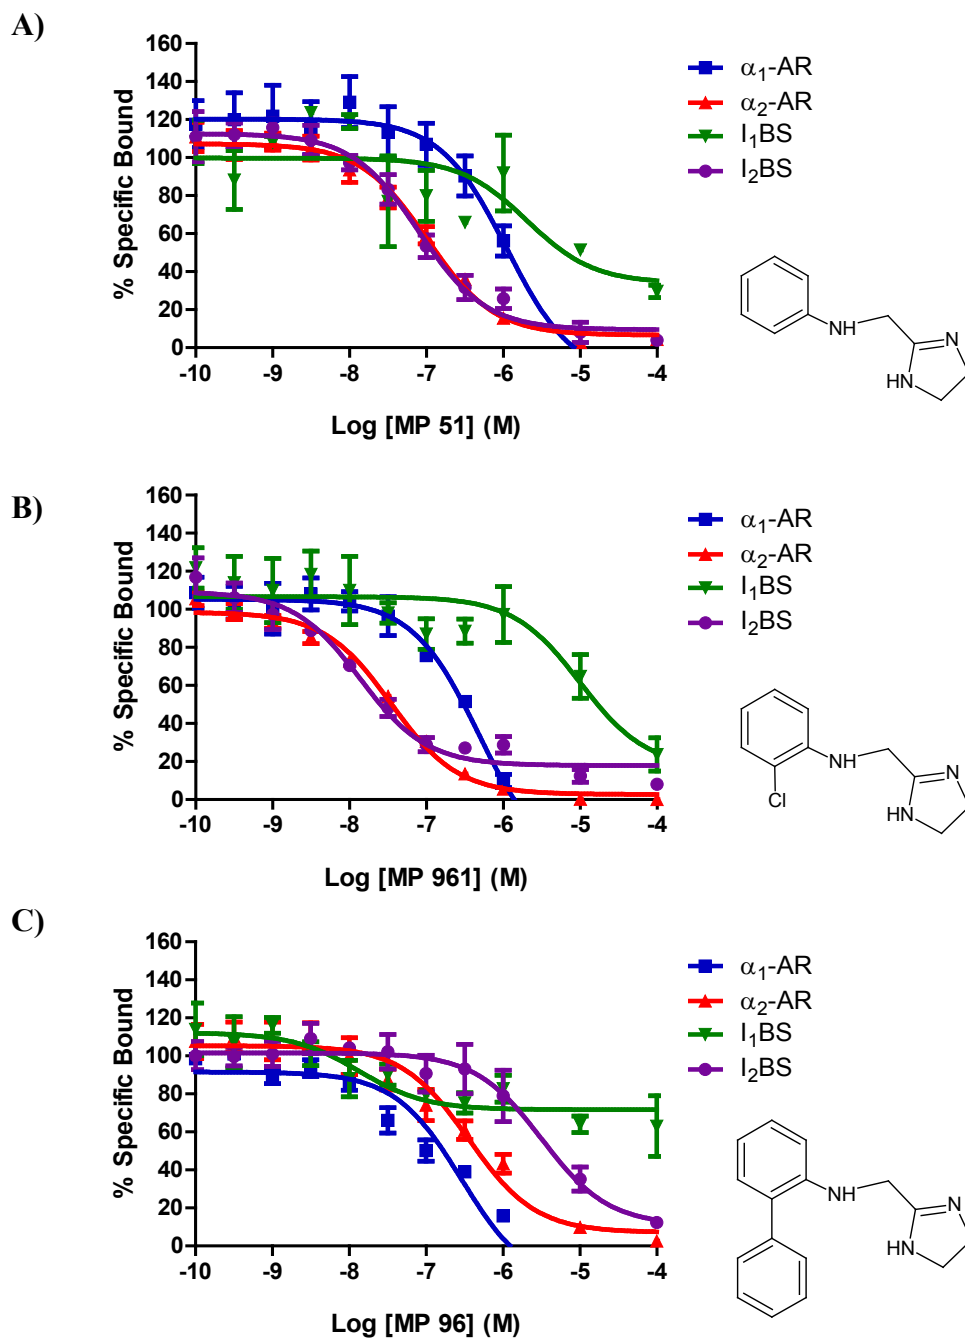 A)
160
140
120
100
80
60
40
20
0
% Specific Bound
-10 -9 -8 -7 -6 -5 -4
Log [MP 51] (M)
α1-AR
α2-AR
I1BS
I2BS
NH
N
HN
B)
160
140
120
100
80
60
40
20
0
% Specific Bound
-10 -9 -8 -7 -6 -5 -4
Log [MP 961] (M)
α1-AR
α2-AR
I1BS
I2BS
NH
Cl
N
HN
C)
160
140
120
100
80
60
40
20
0
% Specific Bound
-10 -9 -8 -7 -6 -5 -4
Log [MP 96] (M)
α1-AR
α2-AR
I1BS
I2BS
NH
N
HN